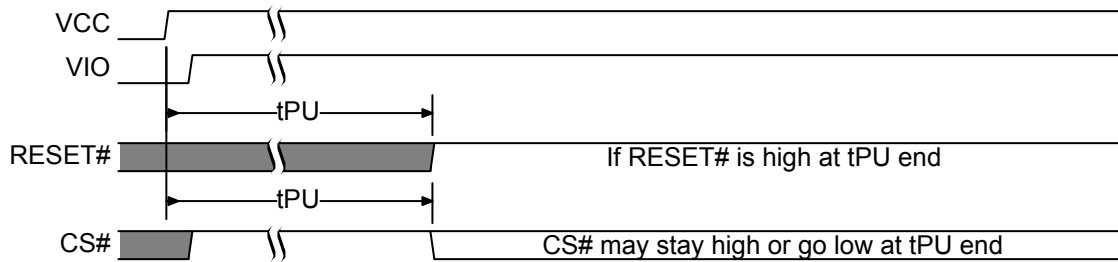 VCC
VIO
tPU
RESET# If RESET# is high at tPU end
tPU
CS# CS# may stay high or go low at tPU end